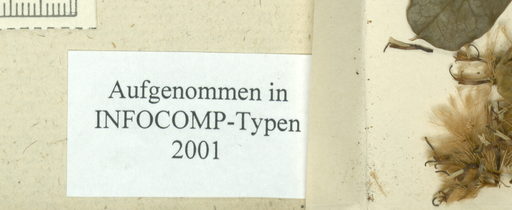 Aufgenommen in
INFOCOMP-Typen
2001